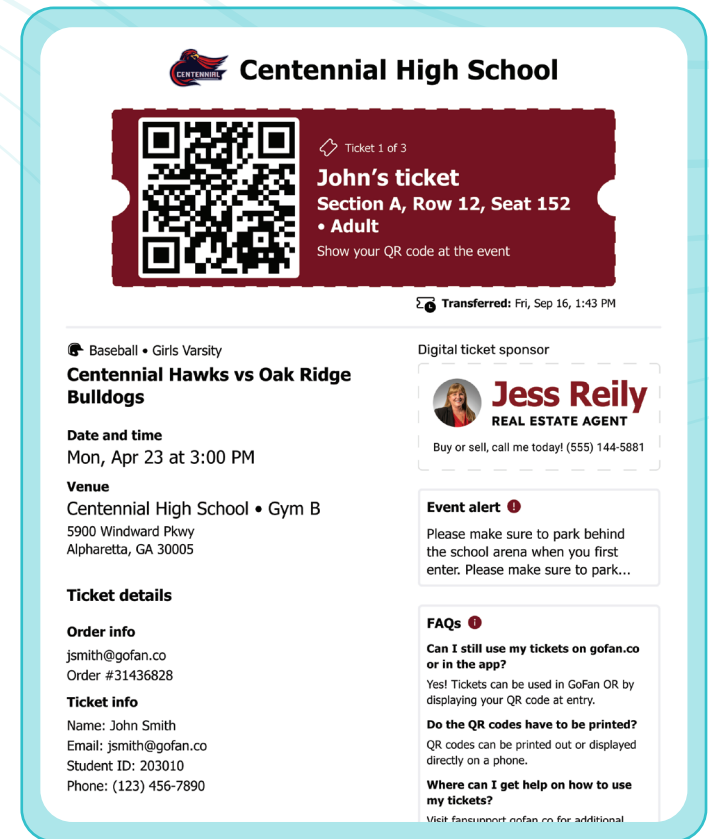 CENTENNIAL
Centennial High School
Ticket 1 of 3
John's ticket
Section A, Row 12, Seat 152
• Adult
Show your QR code at the event
Transferred: Fri, Sep 16, 1:43 PM
Baseball • Girls Varsity
Centennial Hawks vs Oak Ridge
Bulldogs
Date and time
Mon, Apr 23 at 3:00 PM
Venue
Centennial High School • Gym B
5900 Windward Pkwy
Alpharetta, GA 30005
Ticket details
Order info
jsmith@gofan.co
Order #31436828
Ticket info
Name: John Smith
Email: jsmith@gofan.co
Student ID: 203010
Phone: (123) 456-7890
Digital ticket sponsor
Jess Reily
REAL ESTATE AGENT
Buy or sell, call me today! (555) 144-5881
Event alert
Please make sure to park behind
the school arena when you first
enter. Please make sure to park...
FAQs
Can I still use my tickets on gofan.co
or in the app?
Yes! Tickets can be used in GoFan OR by
displaying your QR code at entry.
Do the QR codes have to be printed?
QR codes can be printed out or displayed
directly on a phone.
Where can I get help on how to use
my tickets?
Visit fansupport.gofan.co for additional